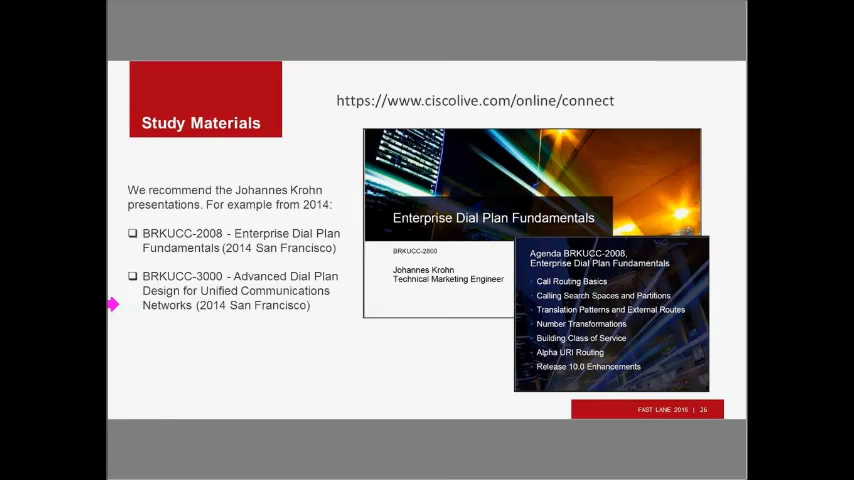 https://www.ciscolive.com/online/connect
Study Materials
We recommend the Johannes Krohn
presentations. For example from 2014:
BRKUCC-2008 - Enterprise Dial Plan
Fundamentals (2014 San Francisco)
BRKUCC-3000 - Advanced Dial Plan
Design for Unified Communications
Networks (2014 San Francisco)
Enterprise Dial Plan Fundamentals
BRKUCC-2800
Johannes Krohn
Technical Marketing Engineer
Agenda BRKUCC-2008,
Enterprise Dial Plan Fundamentals
Call Routing Basics
Calling Search Spaces and Partitions
Translation Patterns and External Routes
Number Transformations
Building Class of Service
Alpha URI Routing
Release 10.0 Enhancements
FAST LANE 2016 | 26